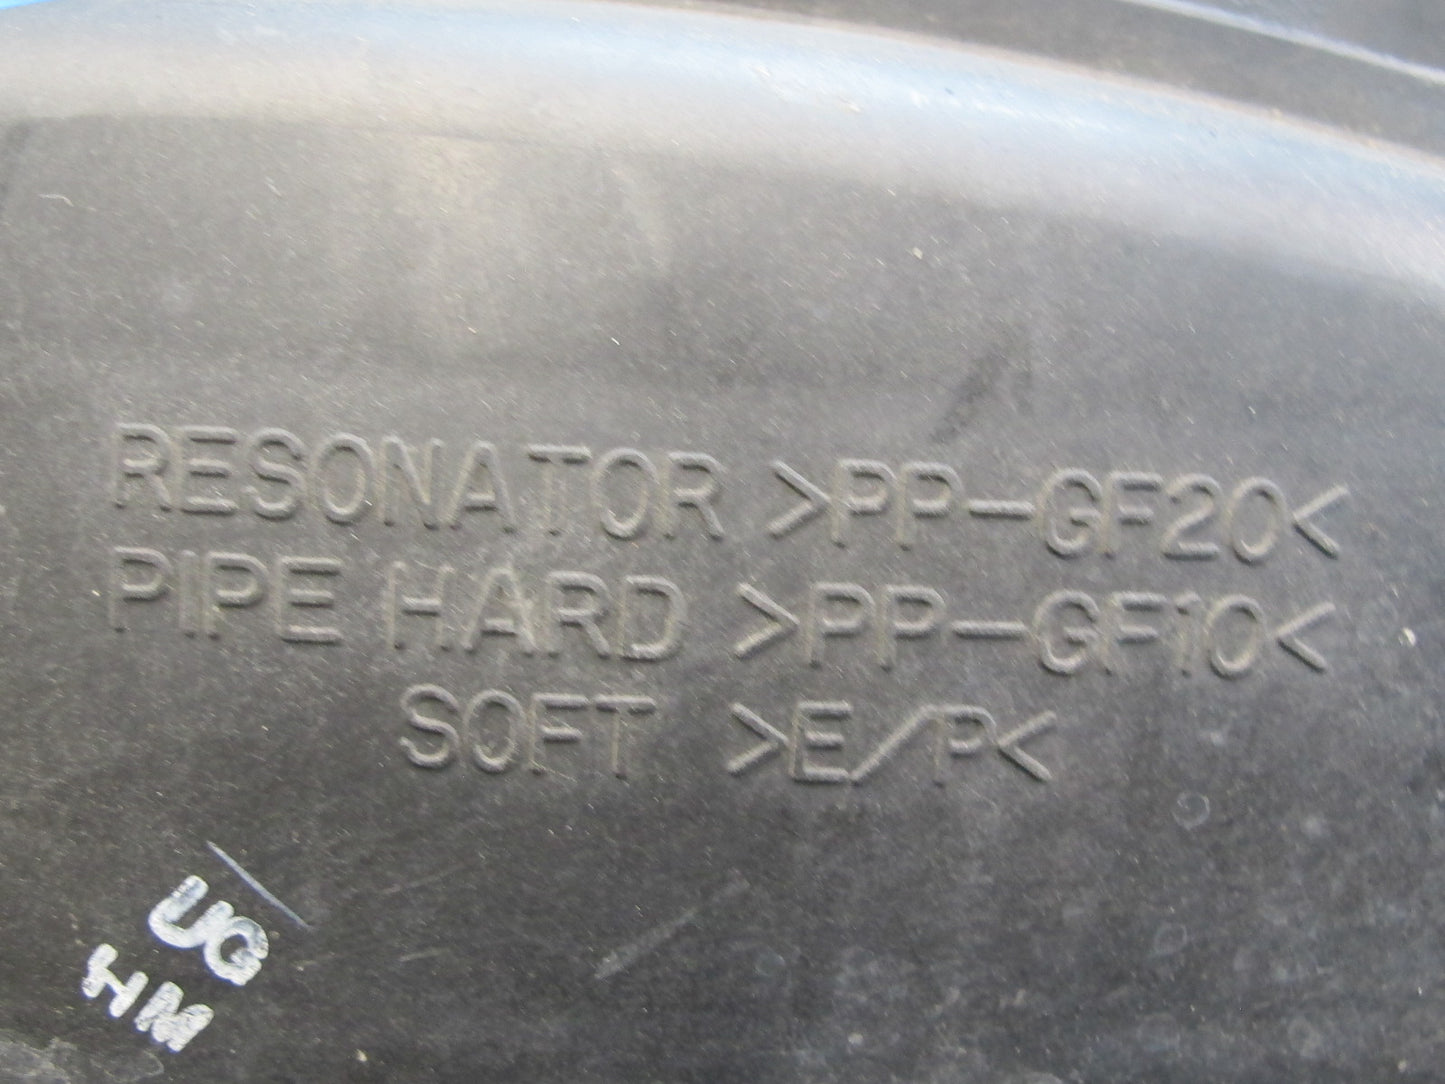 RESONATOR >PP-GF20<
PIPE HARD >PP-GF10<
SOFT >E/P<
UG
HM